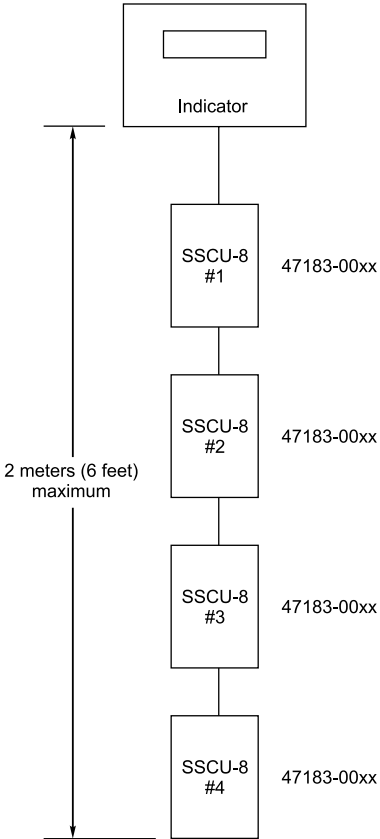 Indicator
SSCU-8
#1
47183-00xx
SSCU-8
#2
47183-00xx
2 meters (6 feet)
maximum
SSCU-8
#3
47183-00xx
SSCU-8
#4
47183-00xx